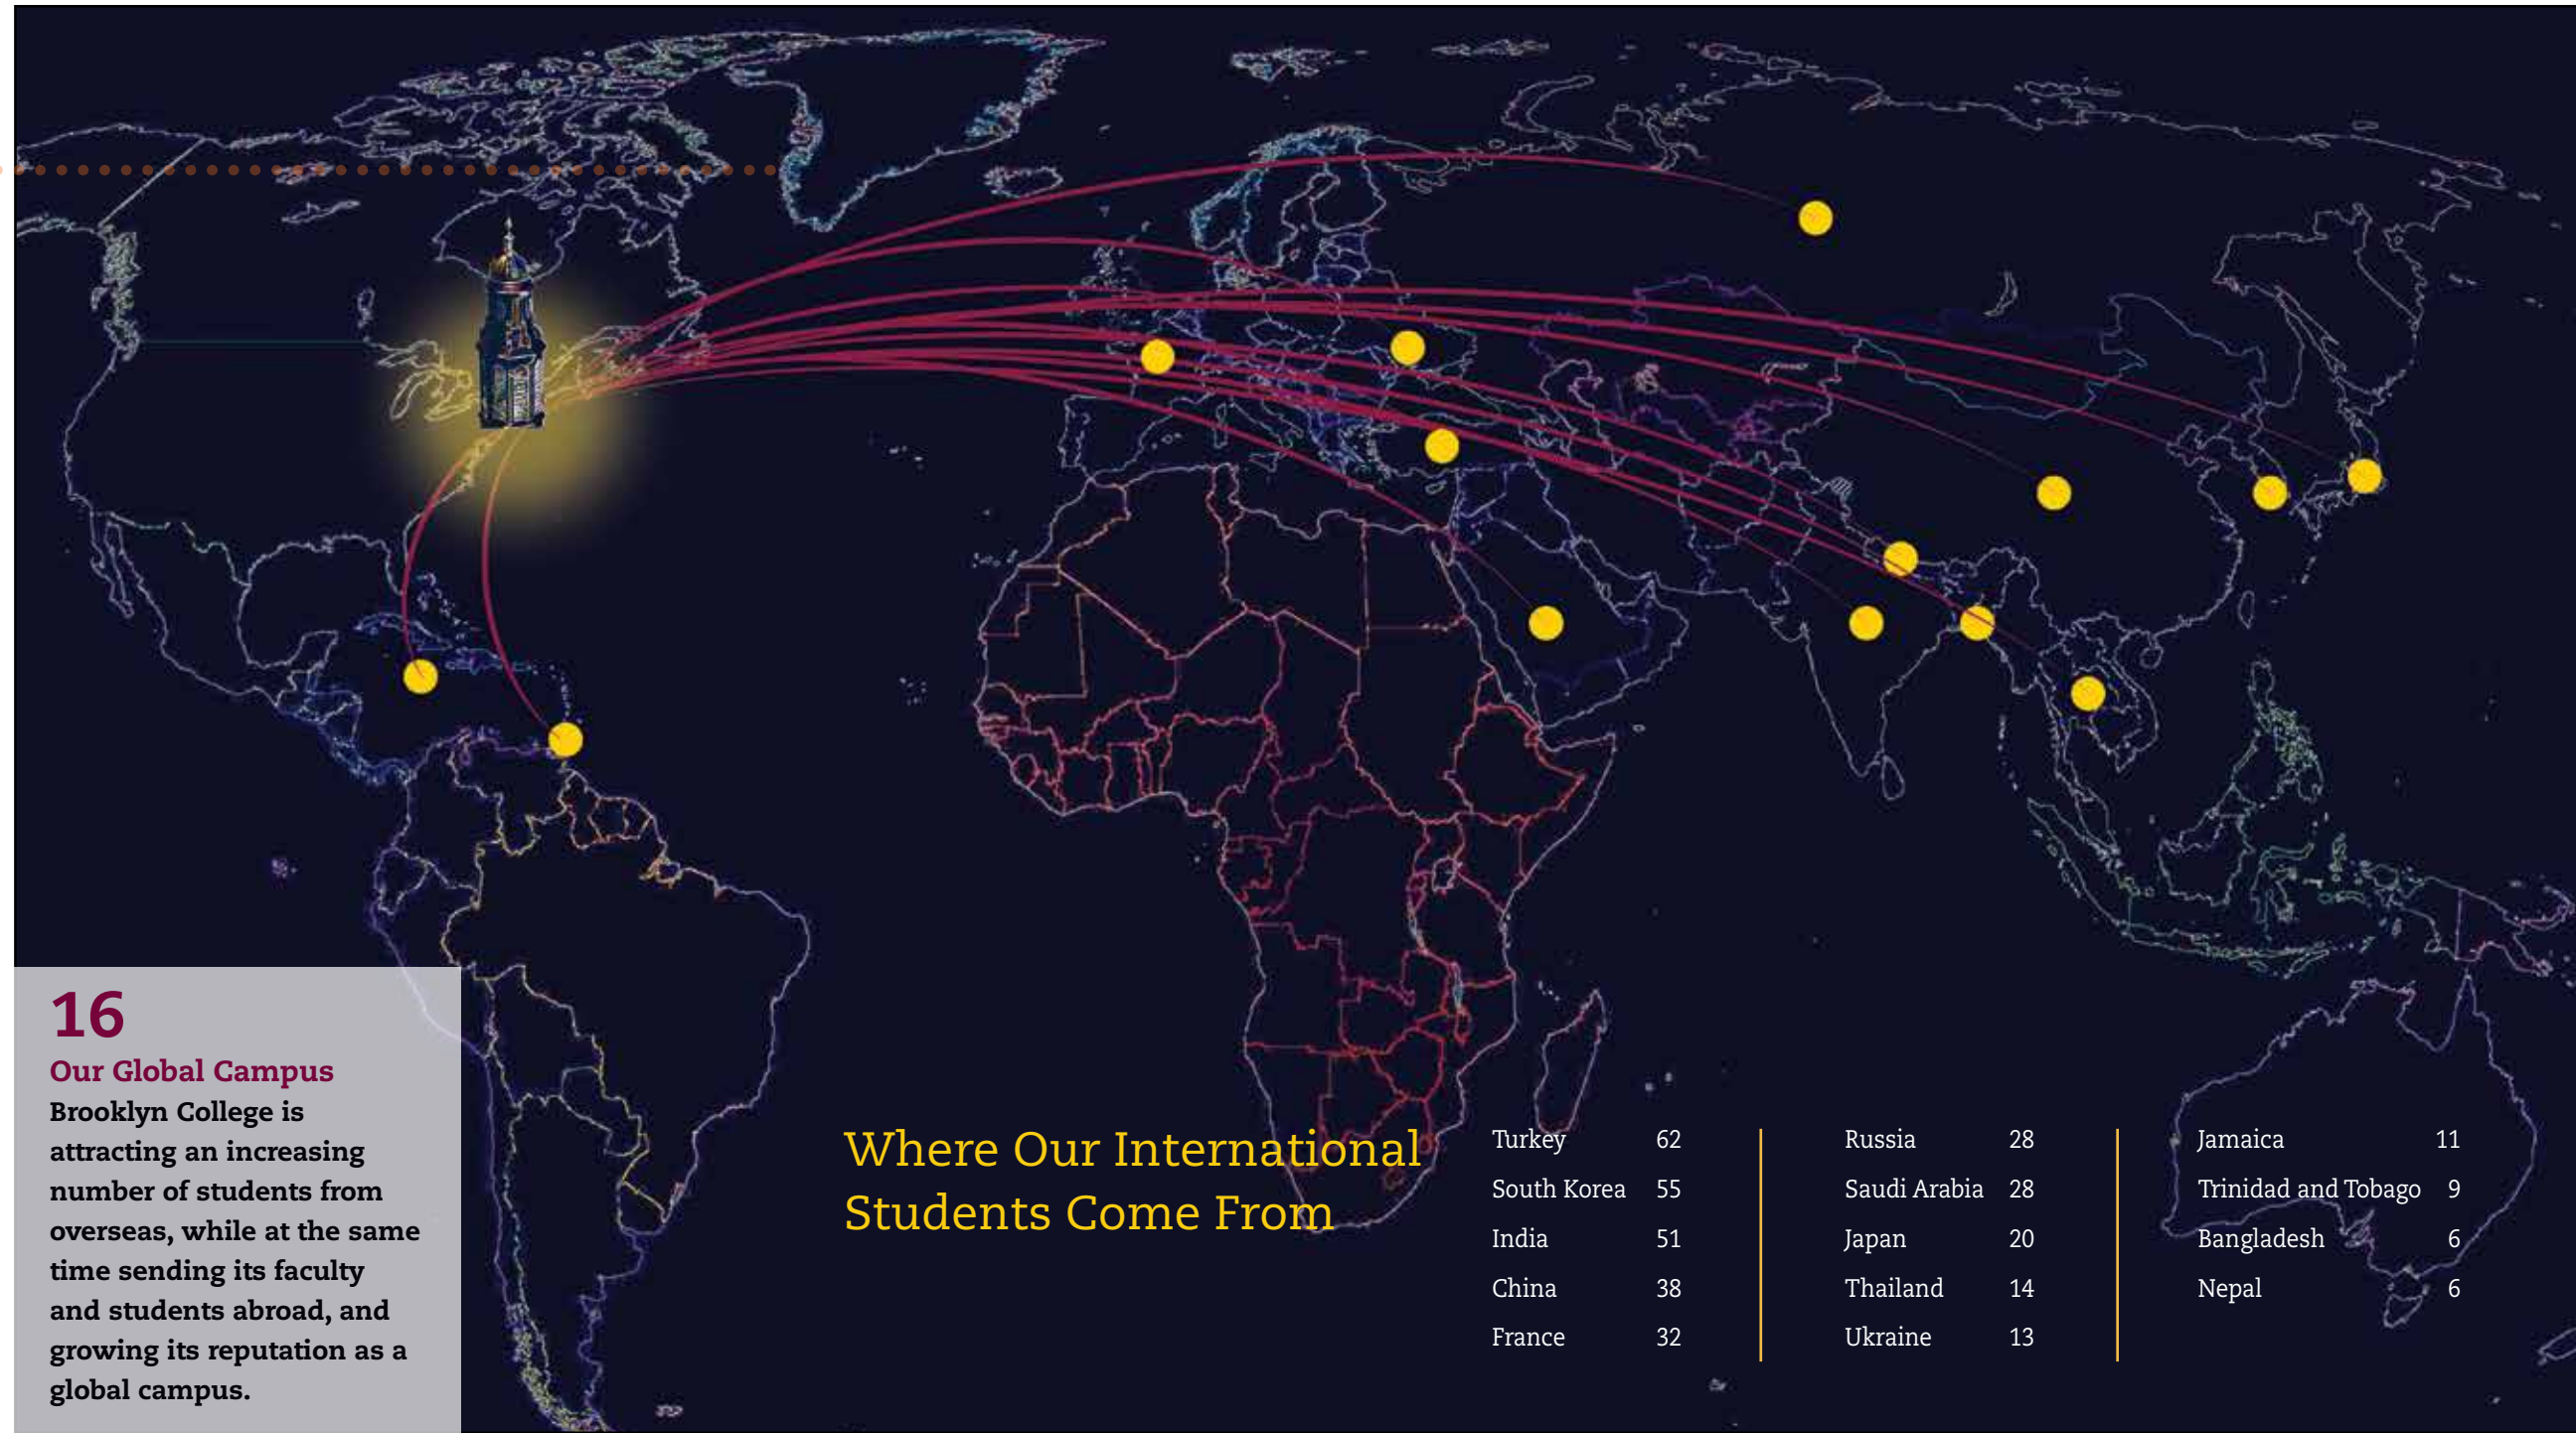 16
Our Global Campus
Brooklyn College is
attracting an increasing
number of students from
overseas, while at the same
time sending its faculty
and students abroad, and
growing its reputation as a
global campus.
Where Our International
Students Come From
Turkey 62
South Korea 55
India 51
China 38
France 32
Russia 28
Saudi Arabia 28
Japan 20
Thailand 14
Ukraine 13
Jamaica 11
Trinidad and Tobago 9
Bangladesh 6
Nepal 6